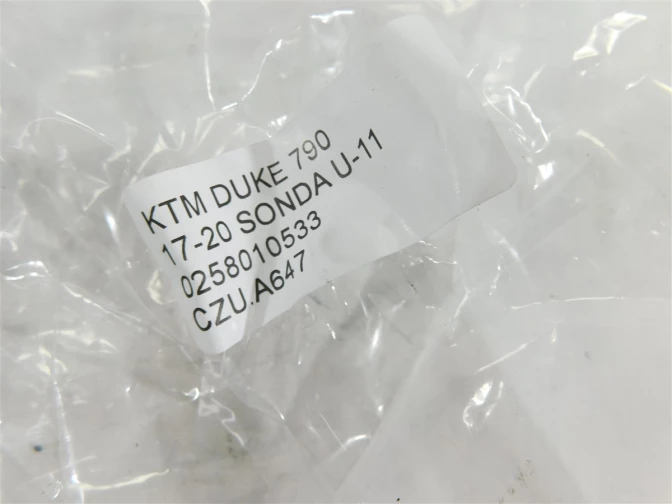 KTM DUKE 790
17-20 SONDA U-11
0258010533
CZU.A647